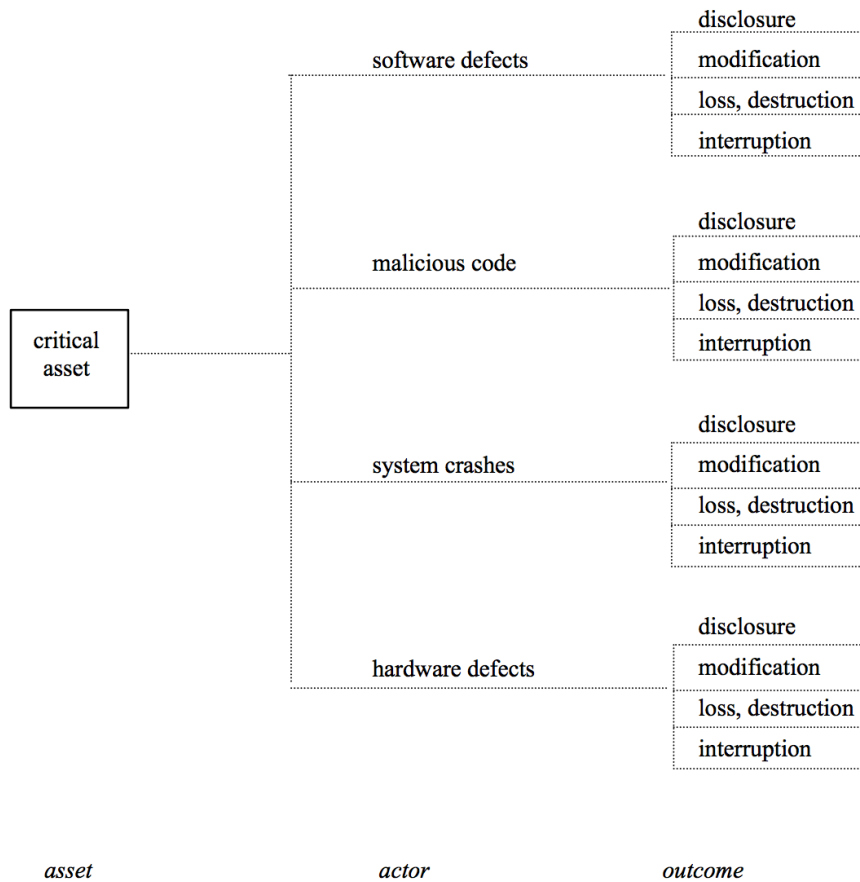 disclosure
software defects
modification
loss, destruction
interruption
disclosure
malicious code
modification
loss, destruction
interruption
critical
asset
disclosure
system crashes
modification
loss, destruction
interruption
disclosure
hardware defects
modification
loss, destruction
interruption
asset
actor
outcome